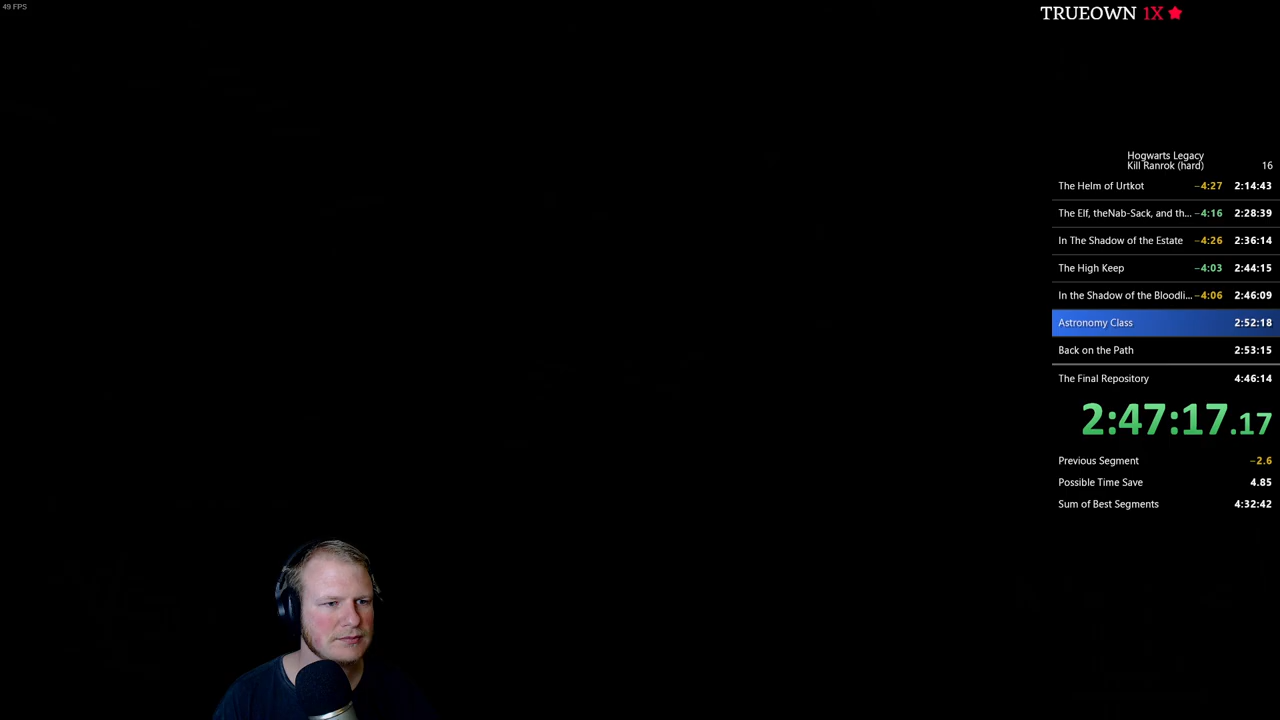 49 FPS
TRUEOWN 1X
Hogwarts Legacy
Kill Ranrok (hard) 16
The Helm of Urtkot −4:27 2:14:43
The Elf, theNab-Sack, and th... −4:16 2:28:39
In The Shadow of the Estate −4:26 2:36:14
The High Keep −4:03 2:44:15
In the Shadow of the Bloodli... −4:06 2:46:09
Astronomy Class 2:52:18
Back on the Path 2:53:15
The Final Repository 4:46:14
2:47:17.17
Previous Segment −2.6
Possible Time Save 4.85
Sum of Best Segments 4:32:42